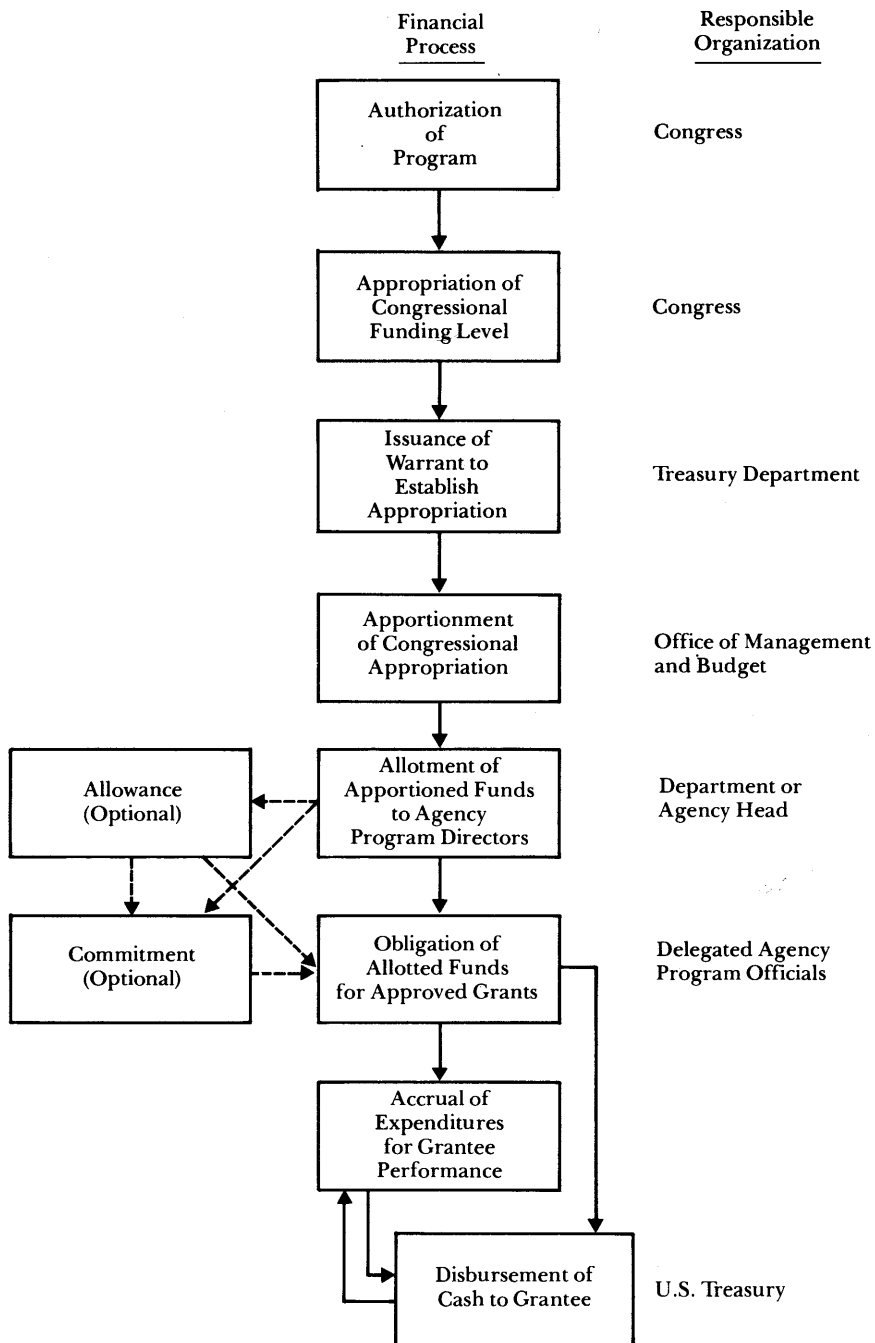 Financial
Process
Responsible
Organization
Authorization
of
Program
Congress
Appropriation of
Congressional
Funding Level
Congress
Issuance of
Warrant to
Establish
Appropriation
Treasury Department
Apportionment
of Congressional
Appropriation
Office of Management
and Budget
Allowance
(Optional)
Allotment of
Apportioned Funds
to Agency
Program Directors
Department or
Agency Head
Commitment
(Optional)
Obligation of
Allotted Funds
for Approved Grants
Delegated Agency
Program Officials
Accrual of
Expenditures
for Grantee
Performance
Disbursement of
Cash to Grantee
U.S. Treasury